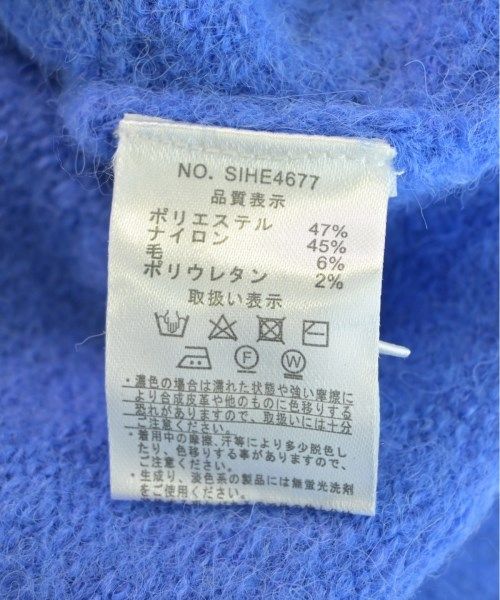 NO. SIHE4677
品質表示
ポリエステル 47%
ナイロン 45%
毛 6%
ポリウレタン 2%
取扱い表示
F W
・濃色の場合は濡れた状態や強い摩擦に
より合成皮革や他のものに色移りする
恐れがありますので、取扱いには十分
ご注意ください。
・着用中の摩擦、汗等により多少脱色し
たり、色移りする事がありますので、
ご注意ください。
・生成り、淡色系の製品には無蛍光洗剤
をご使用ください。